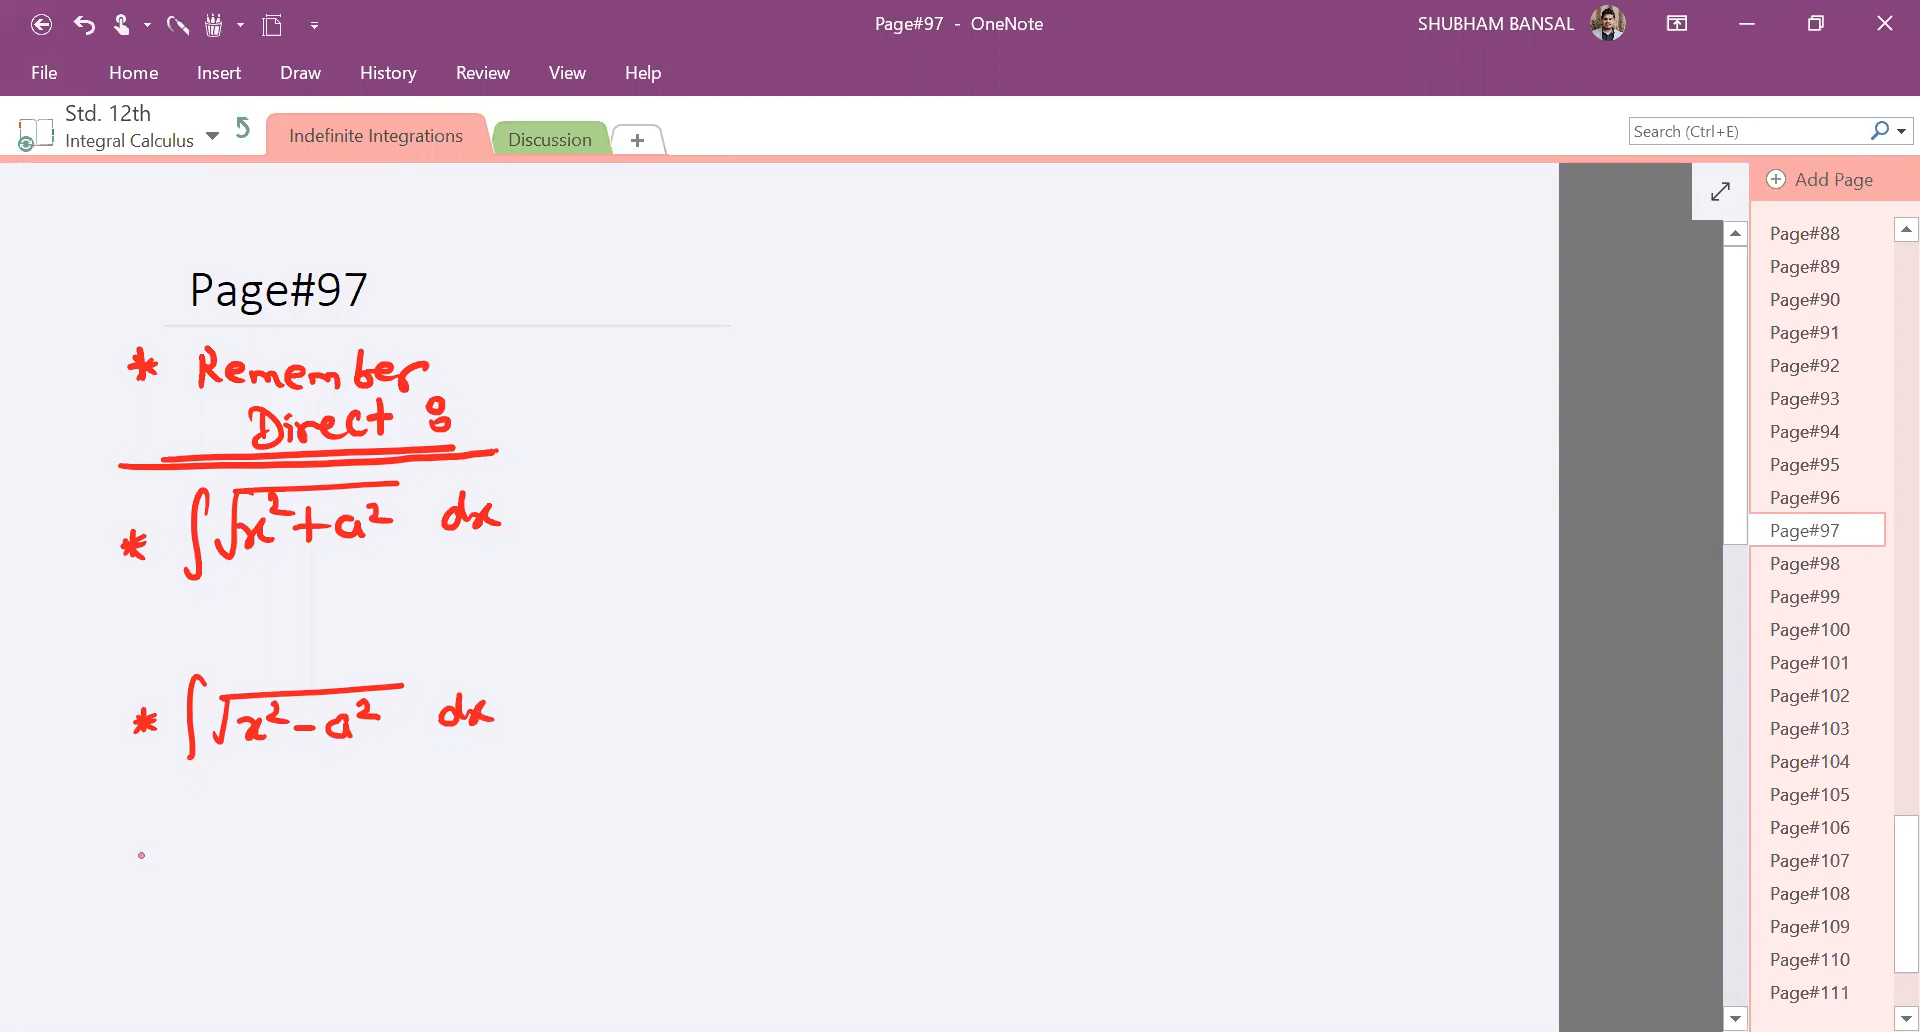 Page#97 - OneNote
SHUBHAM BANSAL
File Home Insert Draw History Review View Help
Std. 12th
Integral Calculus
Indefinite Integrations
Discussion
+
Search (Ctrl+E)
Add Page
Page#88
Page#89
Page#90
Page#91
Page#92
Page#93
Page#94
Page#95
Page#96
Page#97
Page#98
Page#99
Page#100
Page#101
Page#102
Page#103
Page#104
Page#105
Page#106
Page#107
Page#108
Page#109
Page#110
Page#111
Page#97
* Remember
Direct :
* ∫√(x²+a²) dx
* ∫√(x²-a²) dx